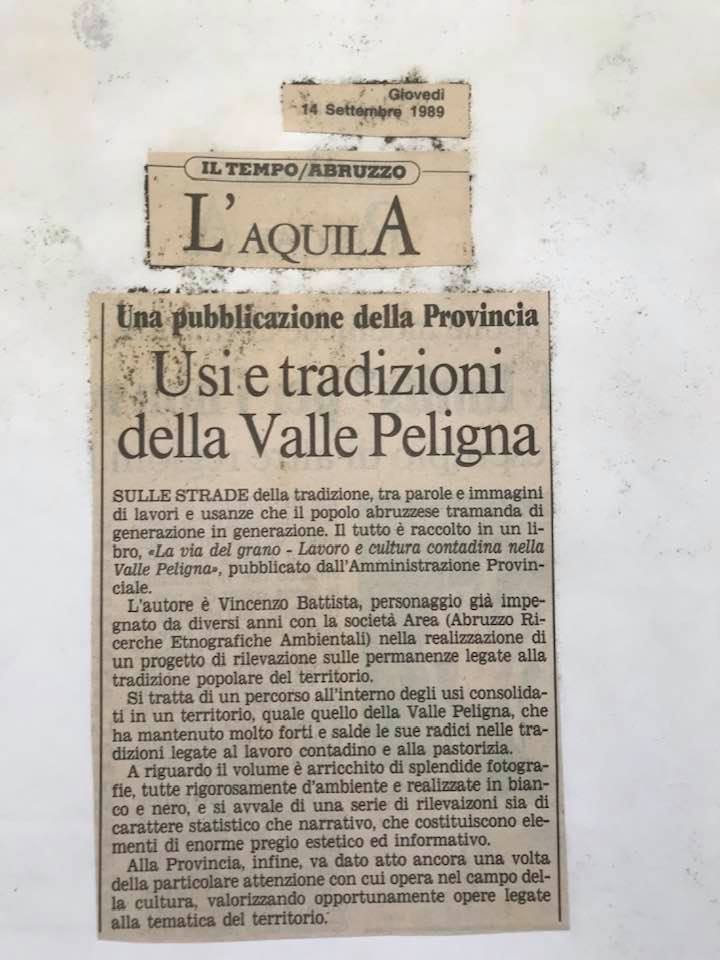 Giovedi
14 Settembre 1989
IL TEMPO/ABRUZZO
L'AQUILA
Una pubblicazione della Provincia
Usi e tradizioni
della Valle Peligna
SULLE STRADE della tradizione, tra parole e immagini
di lavori e usanze che il popolo abruzzese tramanda di
generazione in generazione. Il tutto è raccolto in un li-
bro, «La via del grano - Lavoro e cultura contadina nella
Valle Peligna», pubblicato dall'Amministrazione Provin-
ciale.
L'autore è Vincenzo Battista, personaggio già impe-
gnato da diversi anni con la società Area (Abruzzo Ri-
cerche Etnografiche Ambientali) nella realizzazione di
un progetto di rilevazione sulle permanenze legate alla
tradizione popolare del territorio.
Si tratta di un percorso all'interno degli usi consolida-
ti in un territorio, quale quello della Valle Peligna, che
ha mantenuto molto forti e salde le sue radici nelle tra-
dizioni legate al lavoro contadino e alla pastorizia.
A riguardo il volume è arricchito di splendide fotogra-
fie, tutte rigorosamente d'ambiente e realizzate in bian-
co e nero, e si avvale di una serie di rilevaizoni sia di
carattere statistico che narrativo, che costituiscono ele-
menti di enorme pregio estetico ed informativo.
Alla Provincia, infine, va dato atto ancora una volta
della particolare attenzione con cui opera nel campo del-
la cultura, valorizzando opportunamente opere legate
alla tematica del territorio.